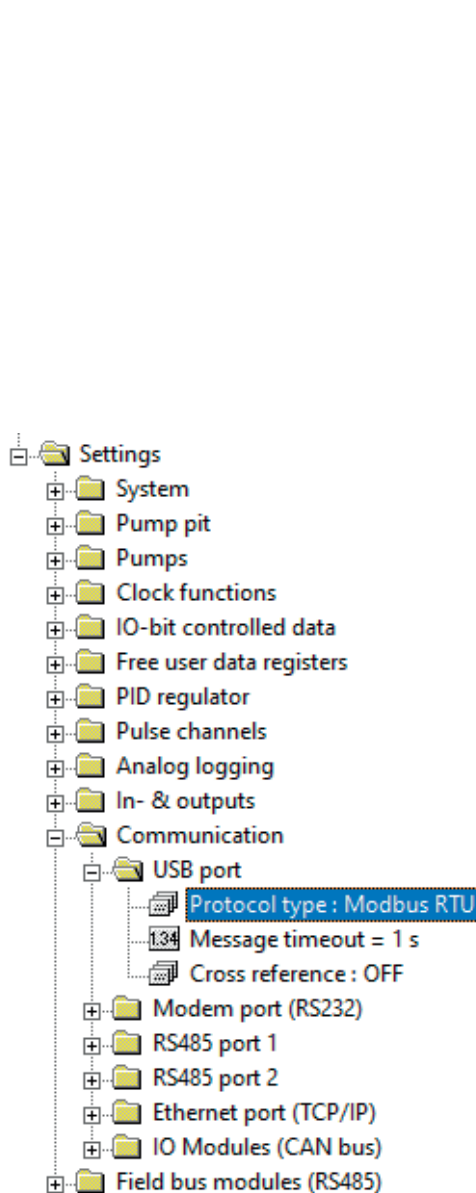 Settings
System
Pump pit
Pumps
Clock functions
IO-bit controlled data
Free user data registers
PID regulator
Pulse channels
Analog logging
In- & outputs
Communication
USB port
Protocol type : Modbus RTU
1.34 Message timeout = 1 s
Cross reference : OFF
Modem port (RS232)
RS485 port 1
RS485 port 2
Ethernet port (TCP/IP)
IO Modules (CAN bus)
Field bus modules (RS485)